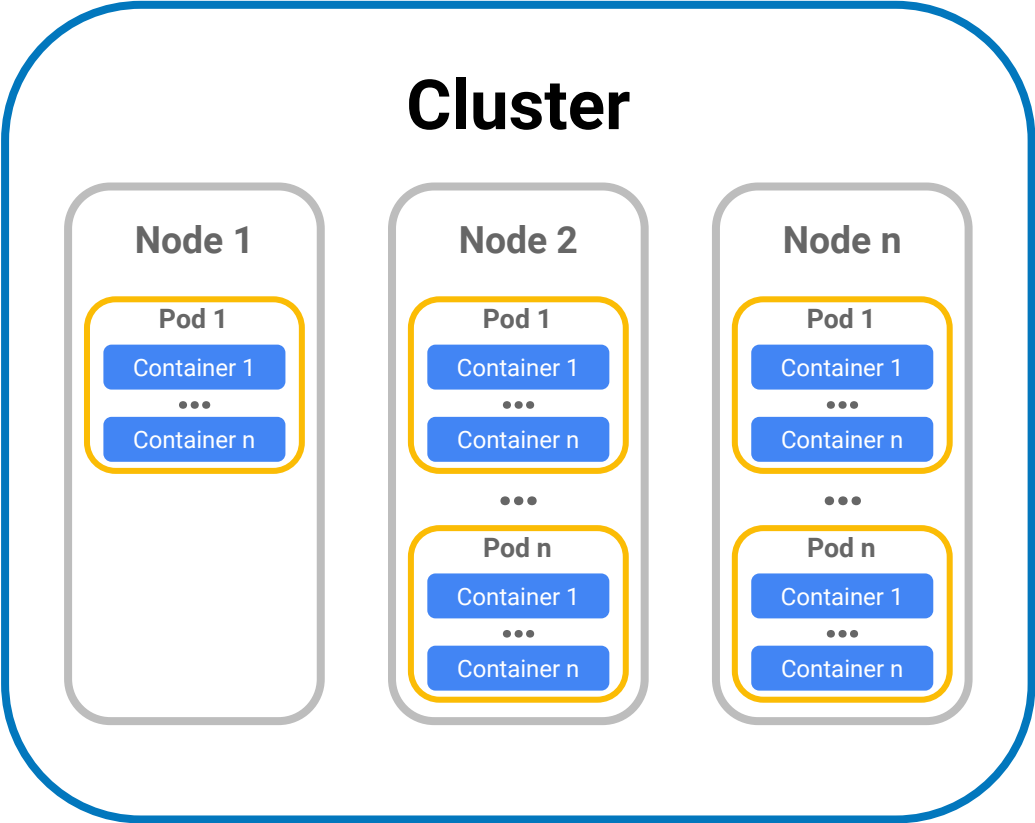 Cluster
Node 1
Pod 1
Container 1
•••
Container n
Node 2
Pod 1
Container 1
•••
Container n
•••
Pod n
Container 1
•••
Container n
Node n
Pod 1
Container 1
•••
Container n
•••
Pod n
Container 1
•••
Container n